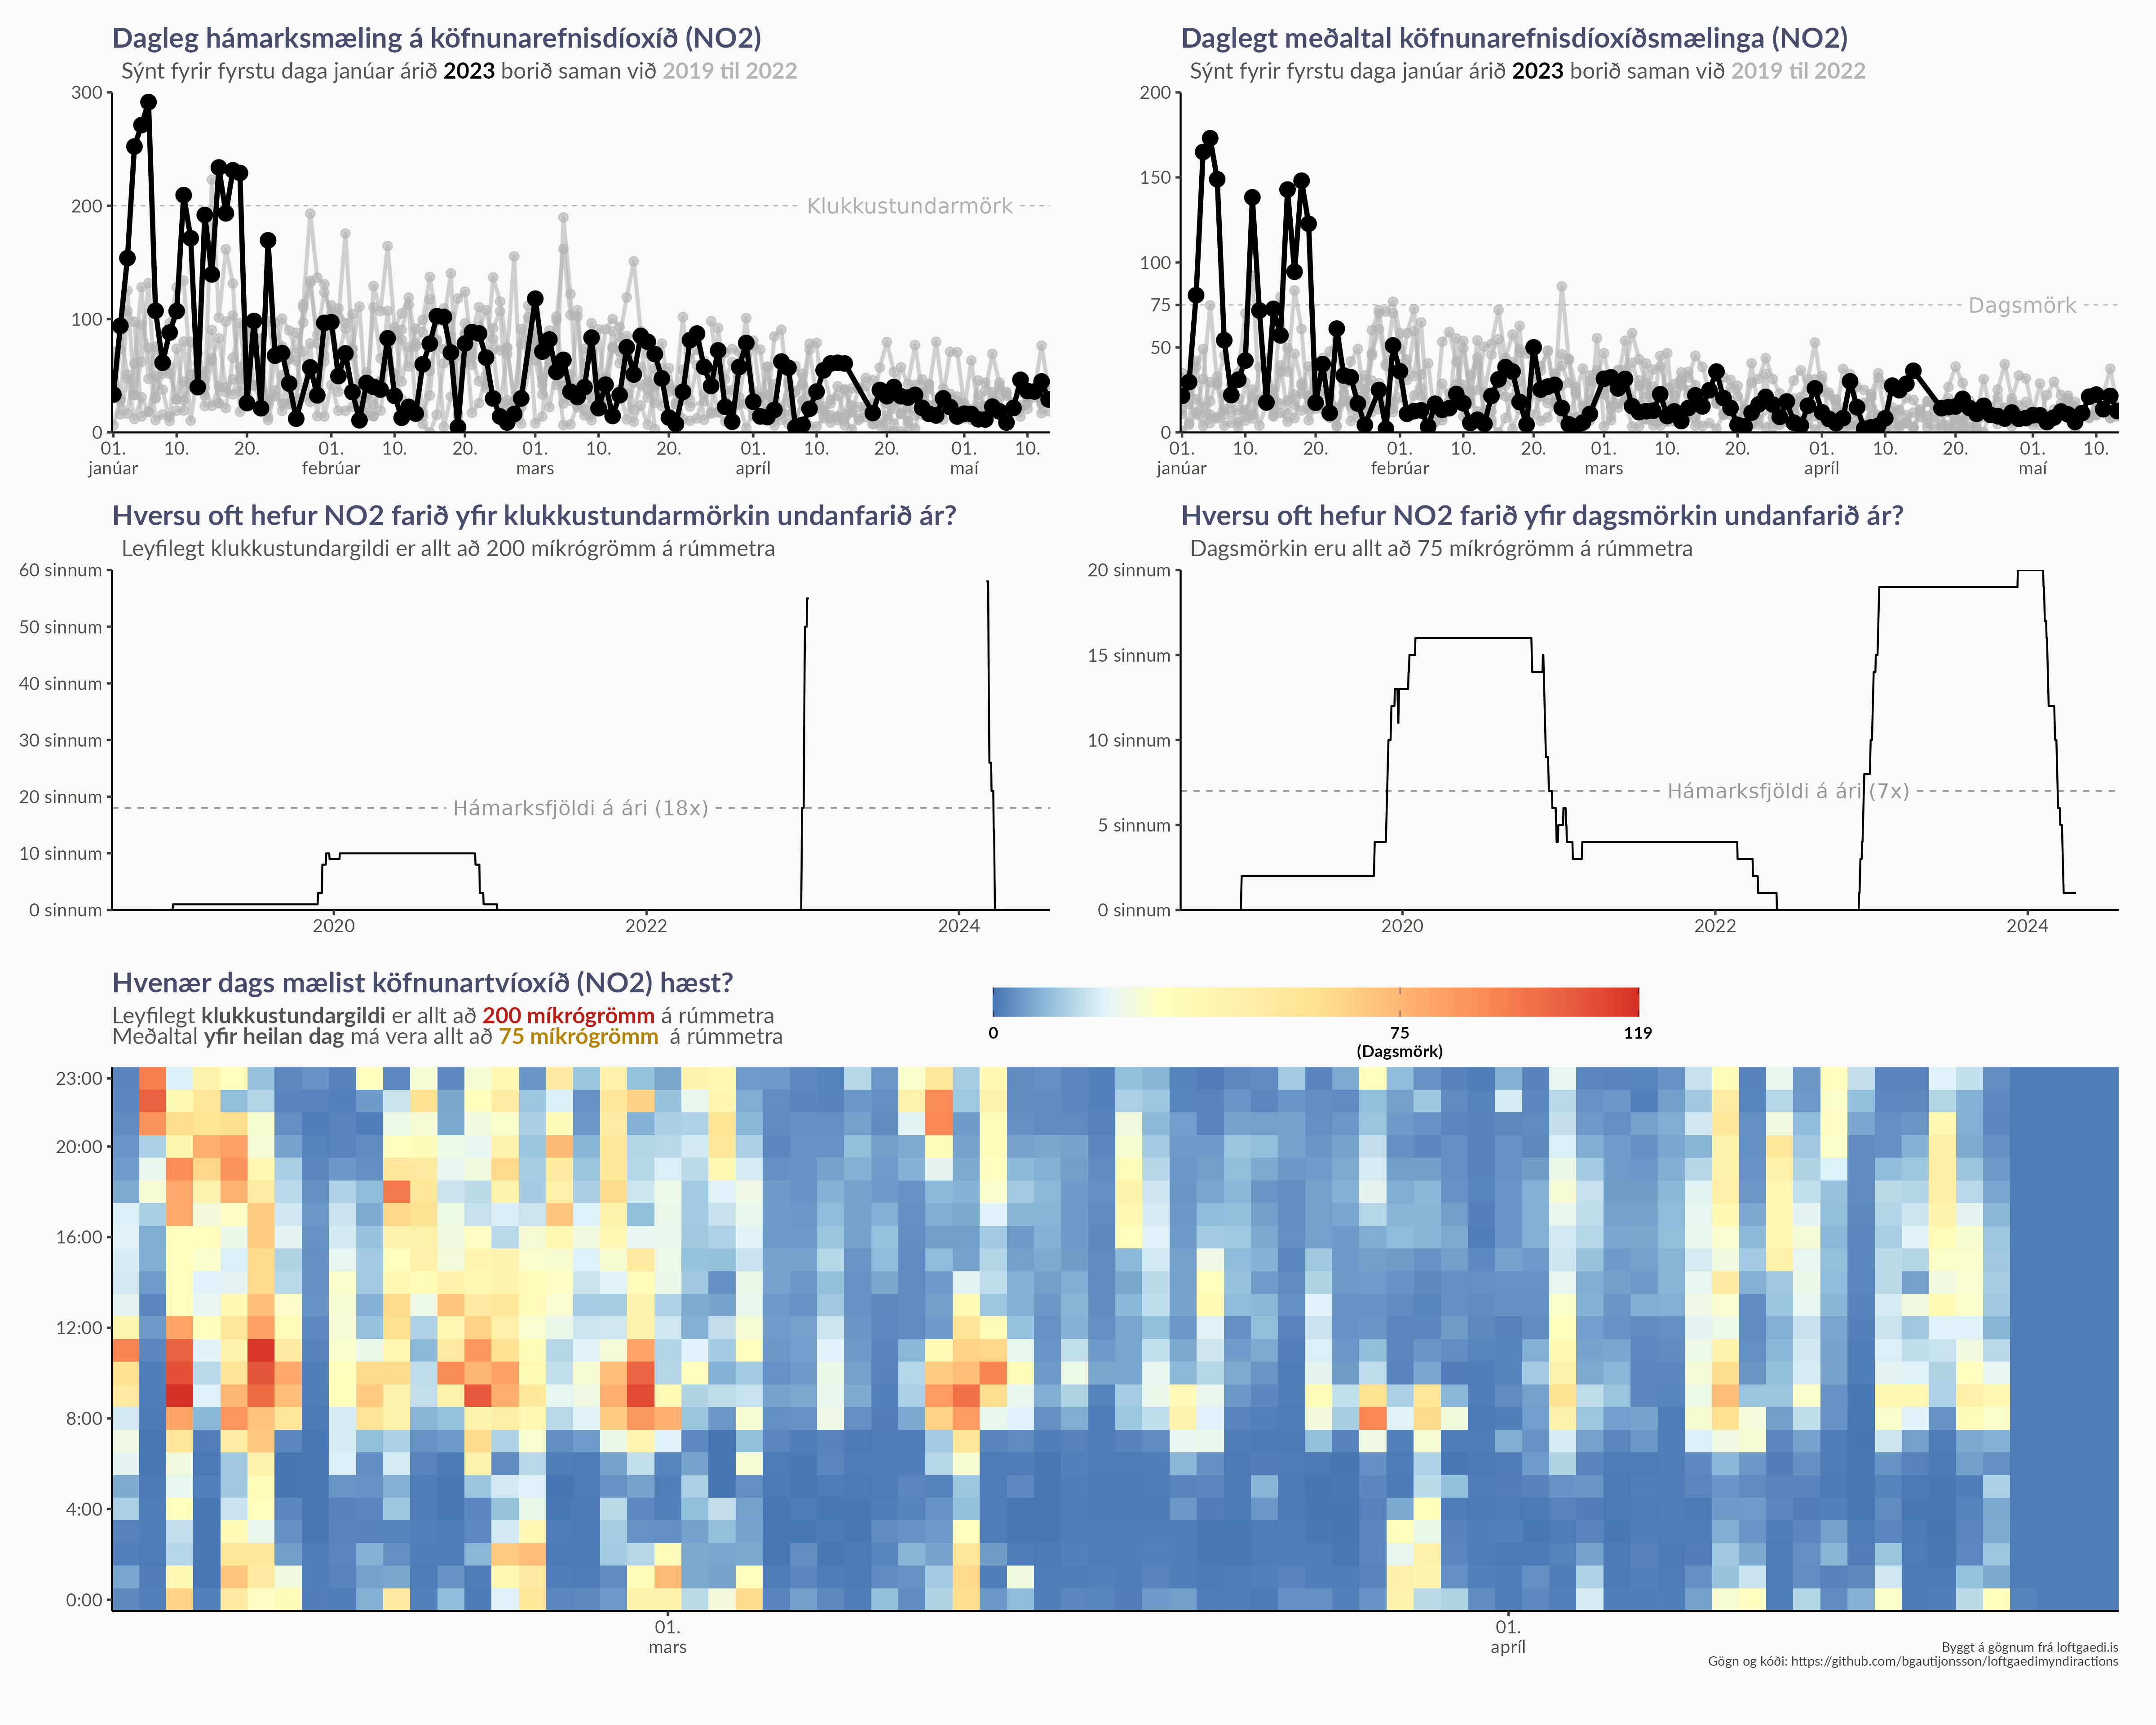 Dagleg hámarksmæling á köfnunarefnisdíoxíð (NO2)
Sýnt fyrir fyrstu daga janúar árið 2023 borið saman við 2019 til 2022
300
200
100
0
Klukkustundarmörk
01. 10. 20. 01. 10. 20. 01. 10. 20. 01. 10. 20. 01. 10.
janúar febrúar mars apríl maí
Daglegt meðaltal köfnunarefnisdíoxíðsmælinga (NO2)
Sýnt fyrir fyrstu daga janúar árið 2023 borið saman við 2019 til 2022
200
150
100
75
50
0
Dagsmörk
01. 10. 20. 01. 10. 20. 01. 10. 20. 01. 10. 20. 01. 10.
janúar febrúar mars apríl maí
Hversu oft hefur NO2 farið yfir klukkustundarmörkin undanfarið ár?
Leyfilegt klukkustundargildi er allt að 200 míkrógrömm á rúmmetra
60 sinnum
50 sinnum
40 sinnum
30 sinnum
20 sinnum
10 sinnum
0 sinnum
Hámarksfjöldi á ári (18x)
2020 2022 2024
Hversu oft hefur NO2 farið yfir dagsmörkin undanfarið ár?
Dagsmörkin eru allt að 75 míkrógrömm á rúmmetra
20 sinnum
15 sinnum
10 sinnum
5 sinnum
0 sinnum
Hámarksfjöldi á ári (7x)
2020 2022 2024
Hvenær dags mælist köfnunartvíoxíð (NO2) hæst?
Leyfilegt klukkustundargildi er allt að 200 míkrógrömm á rúmmetra
Meðaltal yfir heilan dag má vera allt að 75 míkrógrömm á rúmmetra
0 75 119
(Dagsmörk)
23:00
20:00
16:00
12:00
8:00
4:00
0:00
01. 01.
mars apríl
Byggt á gögnum frá loftgaedi.is
Gögn og kóði: https://github.com/bgautijonsson/loftgaedimyndiractions